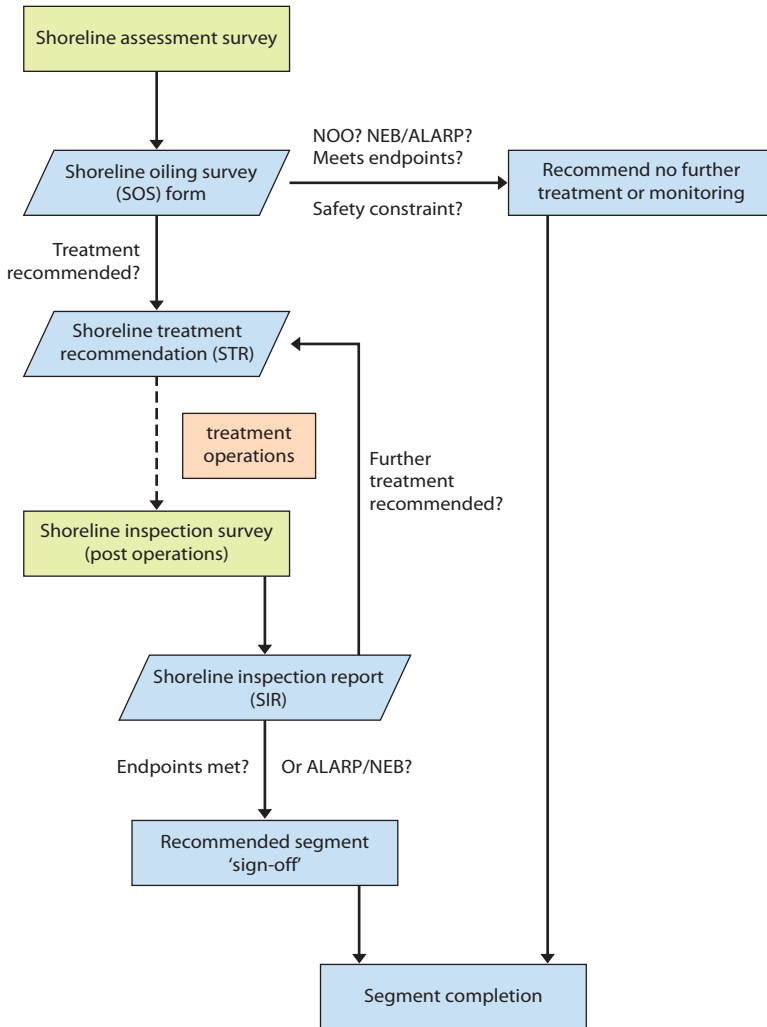 Shoreline assessment survey
NOO? NEB/ALARP?
Meets endpoints?
Shoreline oiling survey
(SOS) form
Recommend no further
treatment or monitoring
Safety constraint?
Treatment
recommended?
Shoreline treatment
recommendation (STR)
treatment
operations
Further
treatment
recommended?
Shoreline inspection survey
(post operations)
Shoreline inspection report
(SIR)
Endpoints met?
Or ALARP/NEB?
Recommended segment
‘sign-off’
Segment completion